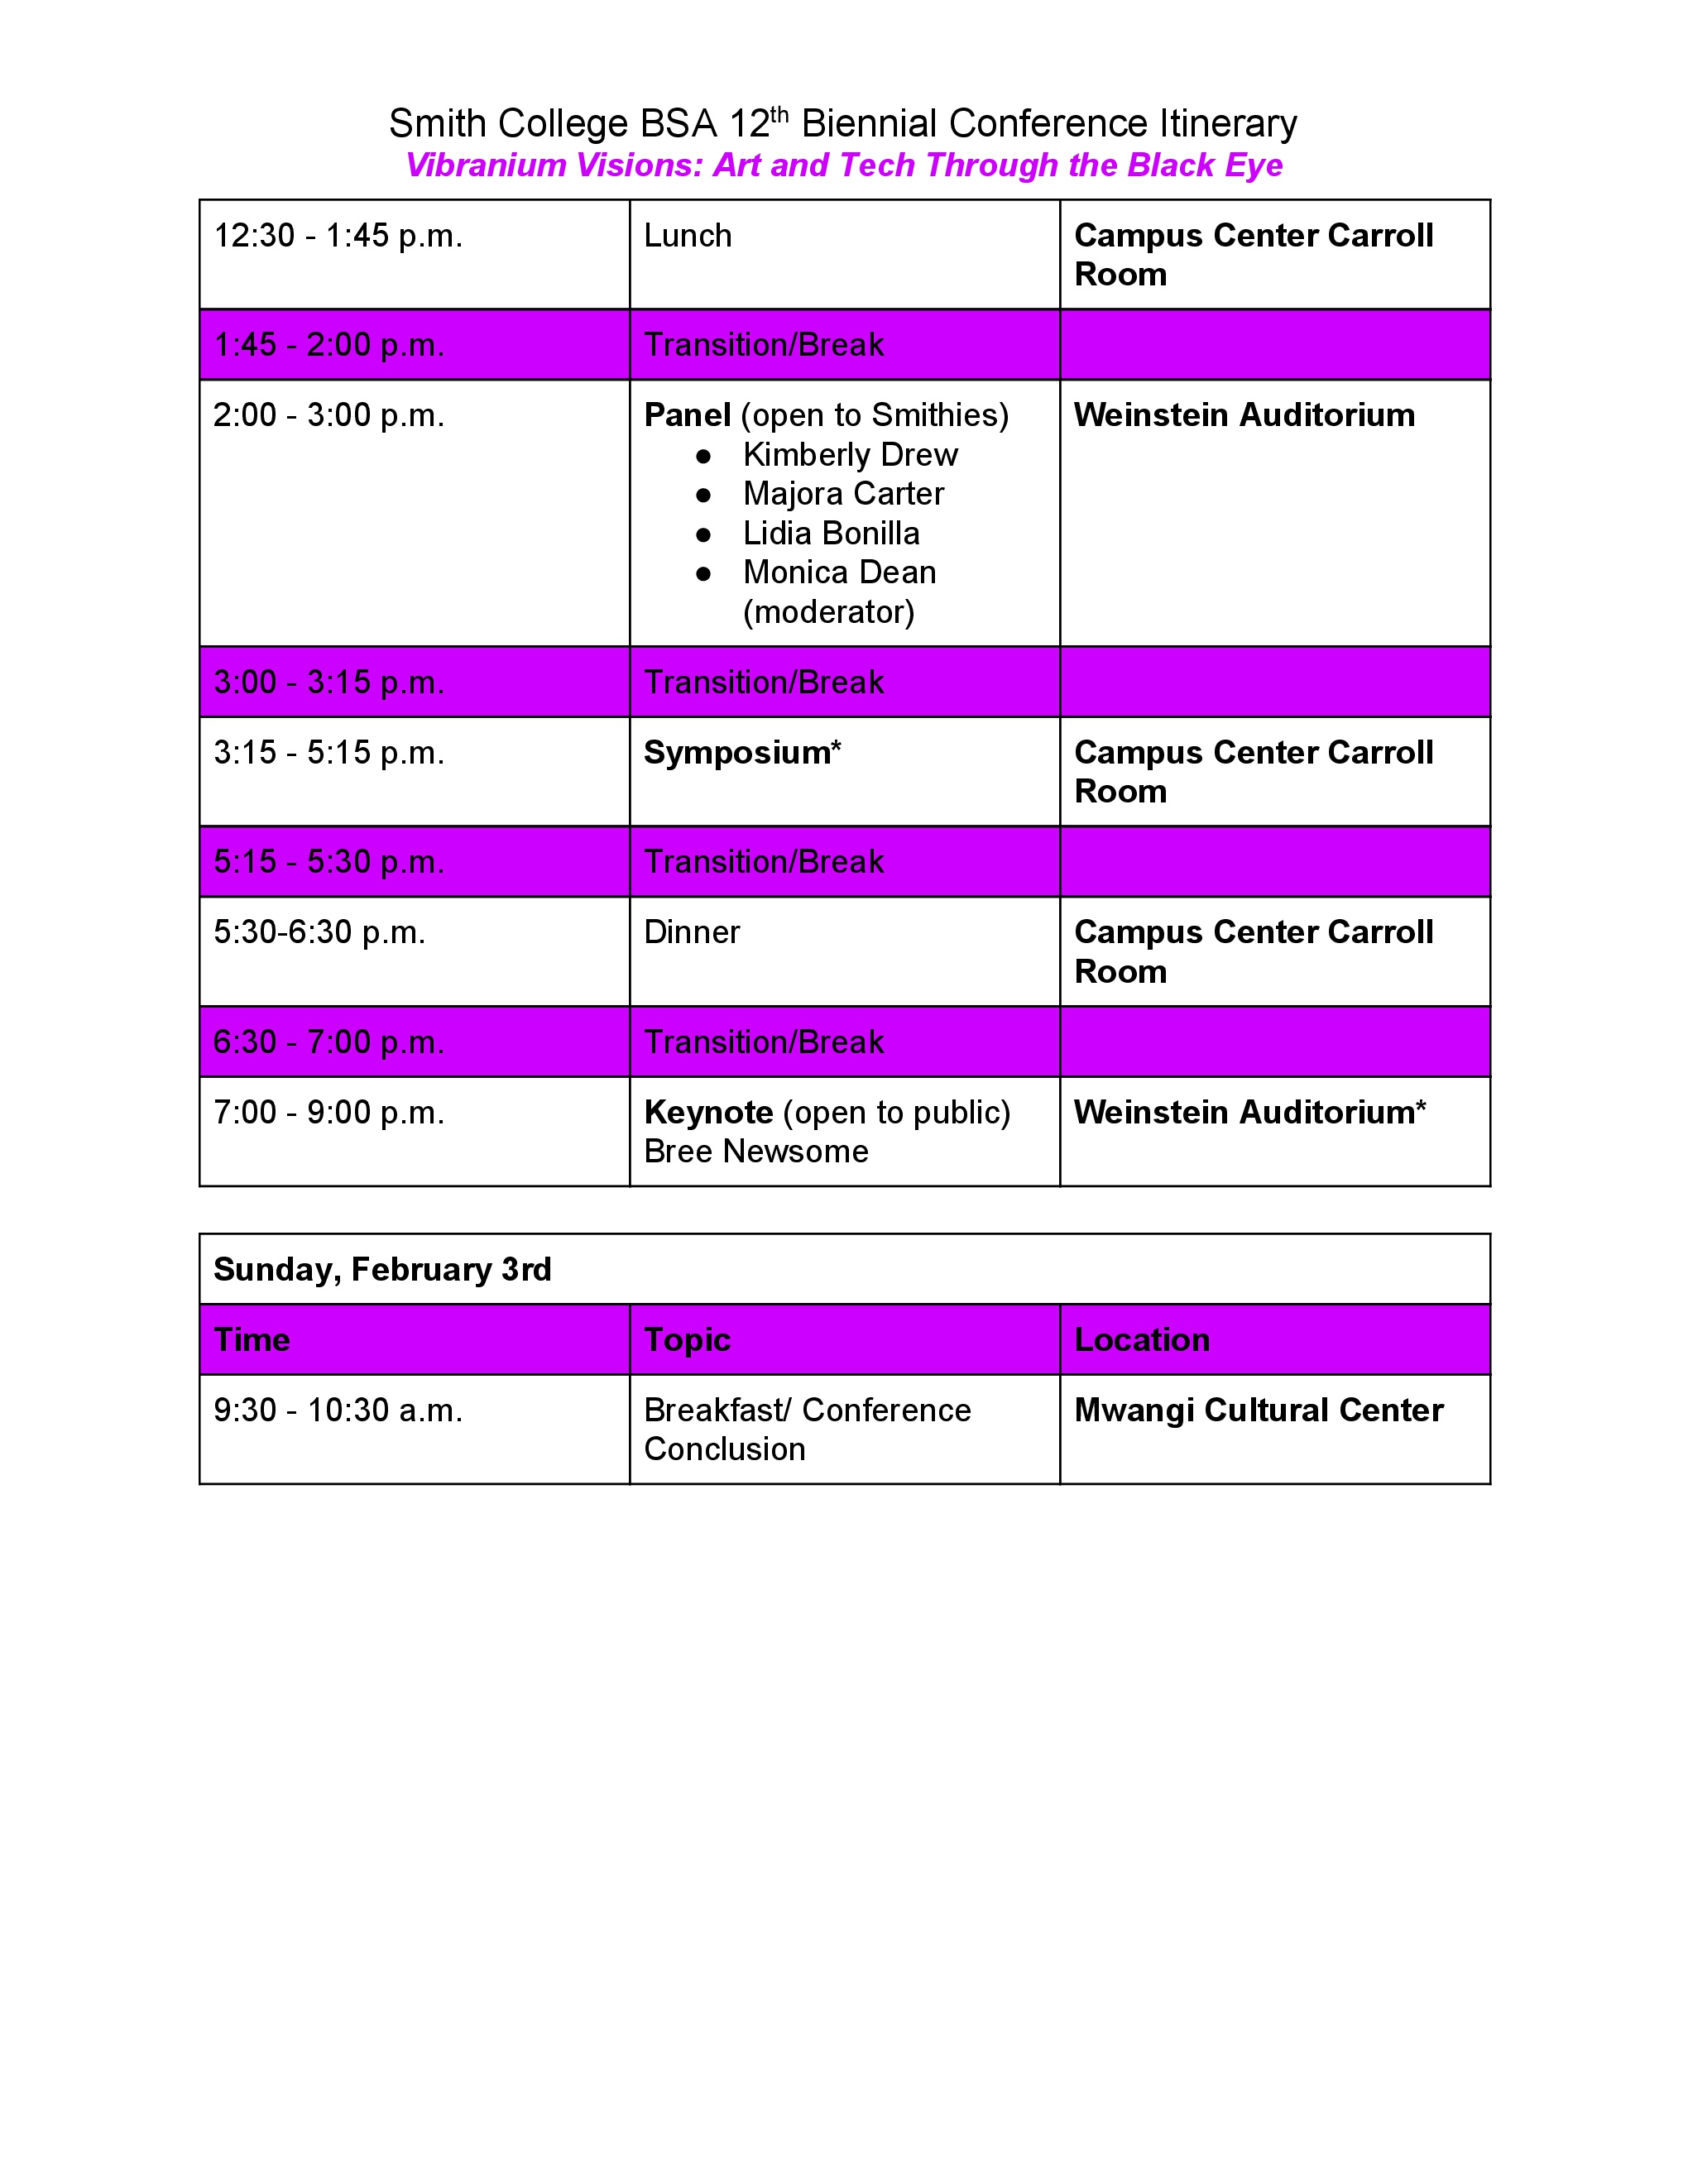 Smith College BSA 12th Biennial Conference Itinerary
Vibranium Visions: Art and Tech Through the Black Eye
12:30 - 1:45 p.m.
Lunch
Campus Center Carroll
Room
1:45 - 2:00 p.m.
Transition/Break
2:00 - 3:00 p.m.
Panel (open to Smithies)
● Kimberly Drew
● Majora Carter
● Lidia Bonilla
● Monica Dean
(moderator)
Weinstein Auditorium
3:00 - 3:15 p.m.
Transition/Break
3:15 - 5:15 p.m.
Symposium*
Campus Center Carroll
Room
5:15 - 5:30 p.m.
Transition/Break
5:30-6:30 p.m.
Dinner
Campus Center Carroll
Room
6:30 - 7:00 p.m.
Transition/Break
7:00 - 9:00 p.m.
Keynote (open to public)
Bree Newsome
Weinstein Auditorium*
Sunday, February 3rd
Time
Topic
Location
9:30 - 10:30 a.m.
Breakfast/ Conference
Conclusion
Mwangi Cultural Center